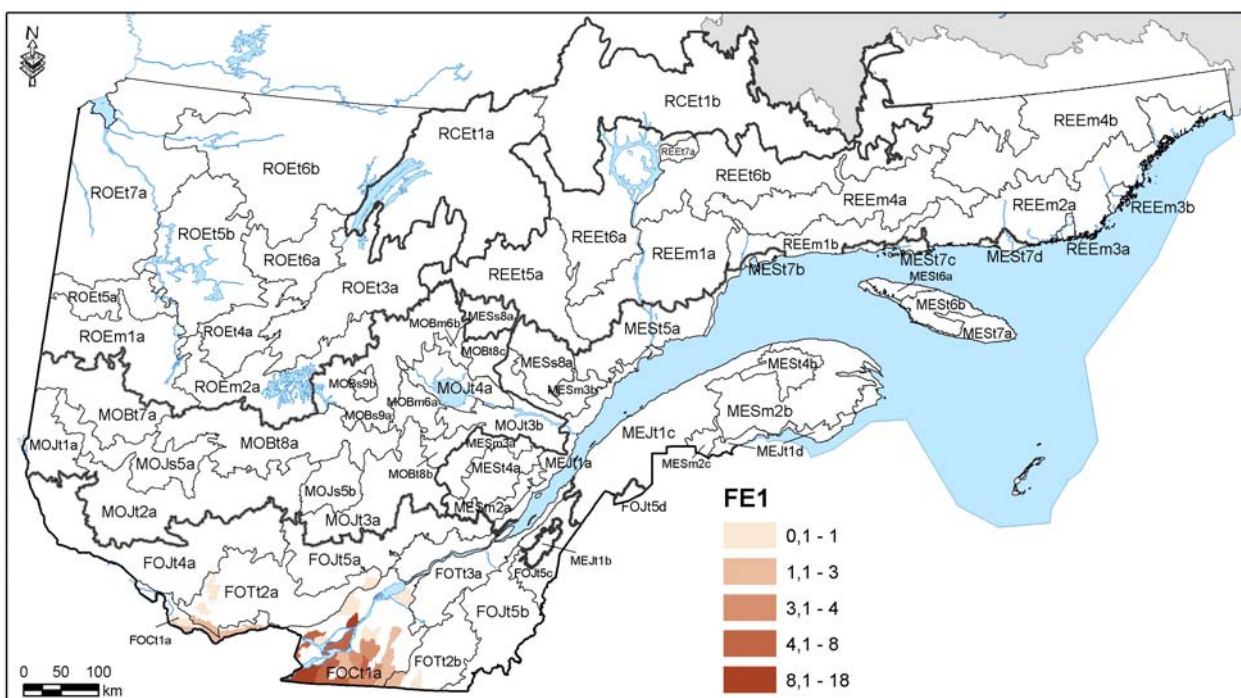 N
RCEt1b
REEm4b
RCEt1a
REEt7a
ROEt6b
REEt6b
ROEt7a
REEm4a
REEm2a
REEm3b
ROEt5b
REEt6a
REEm1a
REEm1b
REEm3a
ROEt6a
MESt7b
MESt7c
MESt7d
REEt5a
MESt6a
ROEt3a
ROEt5a
MESt6b
MOBm6b
MESs8a
MESt5a
ROEm1a
ROEt4a
MESt7a
MOBt8c
MESs8a
MESt4b
ROEm2a
MOBs9b
MOJt4a
MESm3b
MOBm6a
MESm2b
MOBt7a
MOBs9a
MOJt3b
MEJt1c
MOJt1a
MOBt8a
MESm3a
MEJt1d
MOJs5a
MEJt1a
MESm2c
MOBt8b
MESt4a
MOJs5b
FOJt5d
MOJt2a
MESm2a
MOJt3a
FE1
0,1 - 1
1,1 - 3
3,1 - 4
4,1 - 8
8,1 - 18
FOJt4a
FOJt5a
MEJt1b
FOTt3a
FOJt5c
FOTt2a
FOJt5b
FOCt1a
FOTt2b
FOCt1a
0 50 100
km